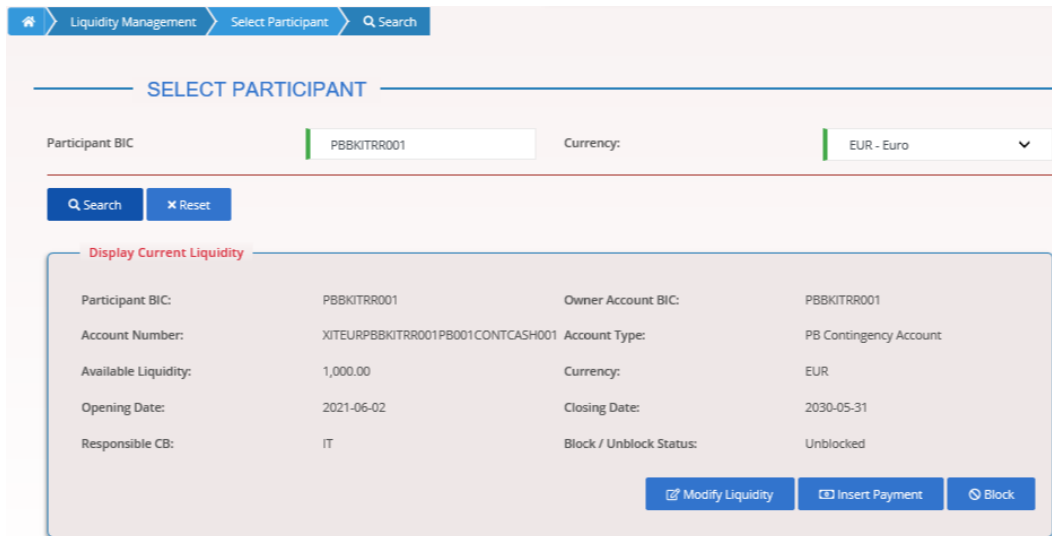 Liquidity Management Select Participant Search
SELECT PARTICIPANT
Participant BIC PBBKITRR001 Currency: EUR - Euro
Search Reset
Display Current Liquidity
Participant BIC: PBBKITRR001 Owner Account BIC: PBBKITRR001
Account Number: XITEURPBBKITRR001PB001CONTCASH001 Account Type: PB Contingency Account
Available Liquidity: 1,000.00 Currency: EUR
Opening Date: 2021-06-02 Closing Date: 2030-05-31
Responsible CB: IT Block / Unblock Status: Unblocked
Modify Liquidity Insert Payment Block